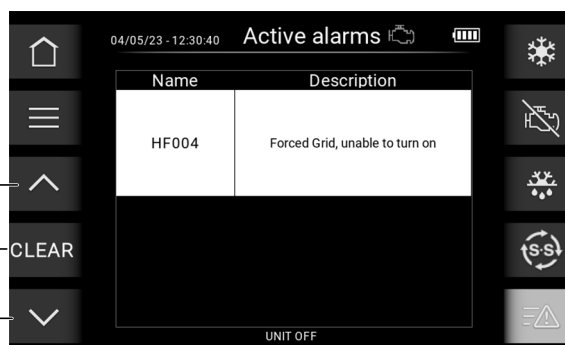 04/05/23 - 12:30:40 Active alarms
Name Description
HF004 Forced Grid, unable to turn on
CLEAR
S·S
UNIT OFF